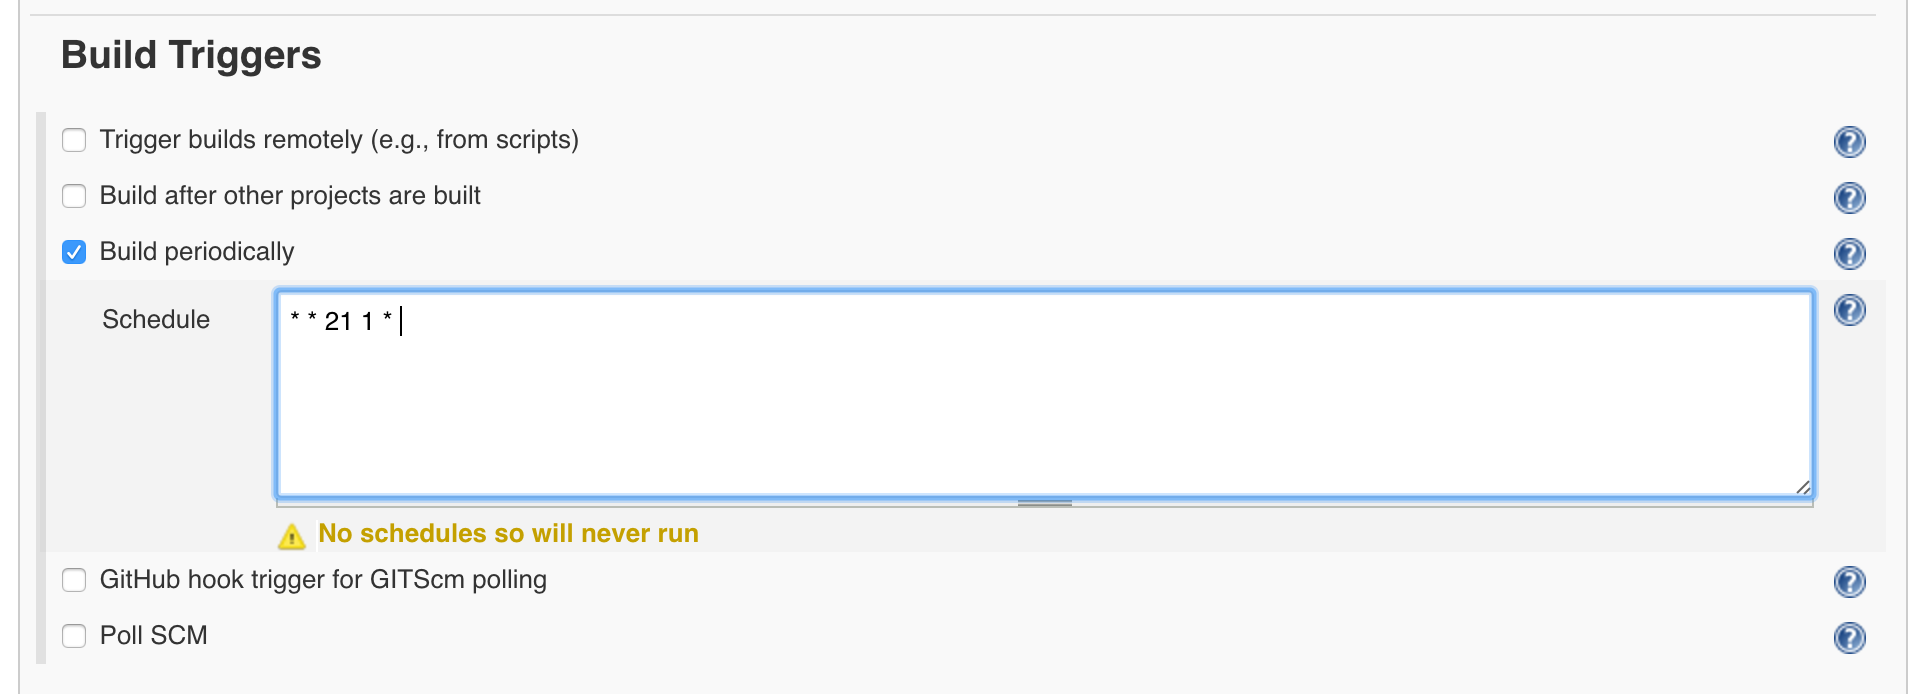 Build Triggers
Trigger builds remotely (e.g., from scripts)
Build after other projects are built
Build periodically
Schedule
* * 21 1 *
No schedules so will never run
GitHub hook trigger for GITScm polling
Poll SCM